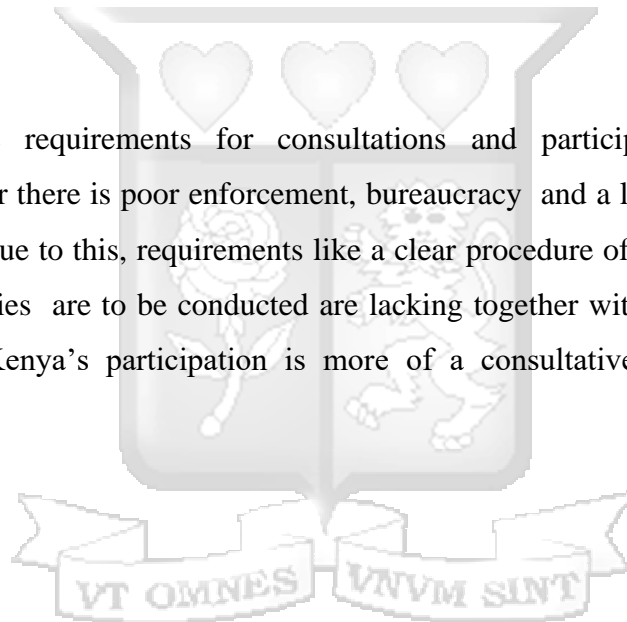 requirements for consultations and particip
r there is poor enforcement, bureaucracy and a l
ue to this, requirements like a clear procedure of
ies are to be conducted are lacking together wit
Kenya's participation is more of a consultative
VT OMNES VNVM SINT